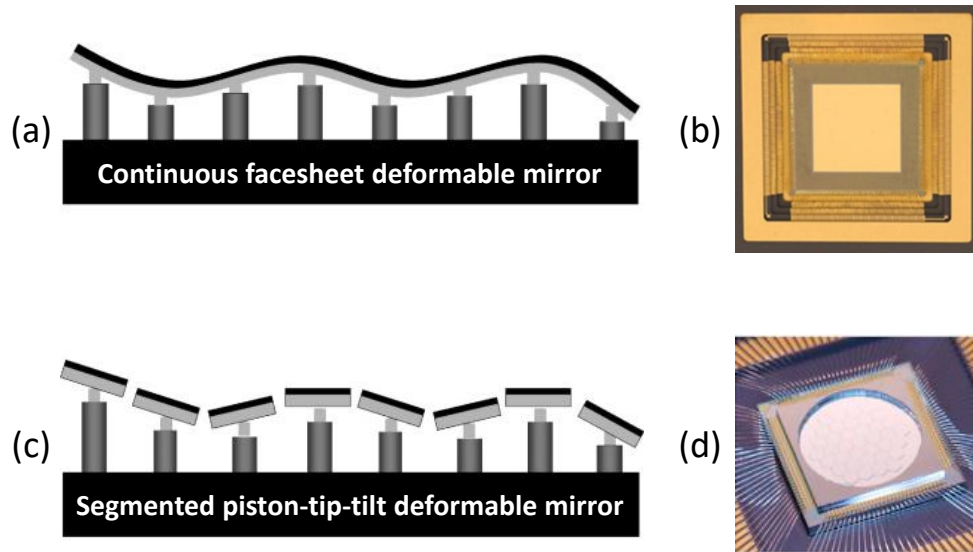 (a)
Continuous facesheet deformable mirror
(b)
(c)
Segmented piston-tip-tilt deformable mirror
(d)